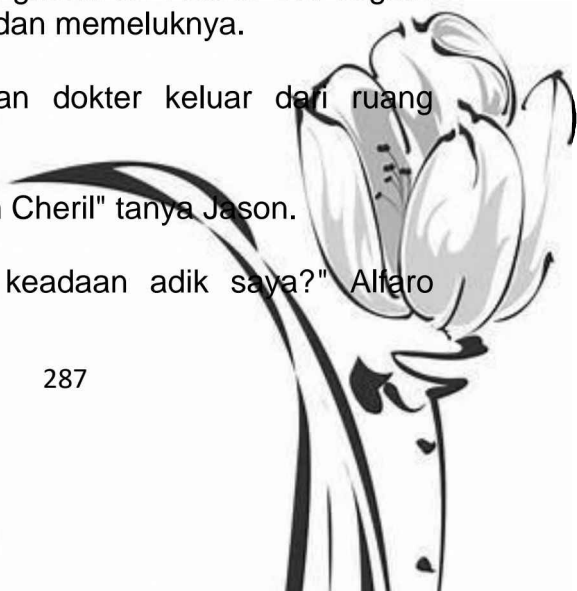 dan memeluknya.
an dokter keluar dari ruang
Cheril" tanya Jason.
keadaan adik saya?" Alfaro
287